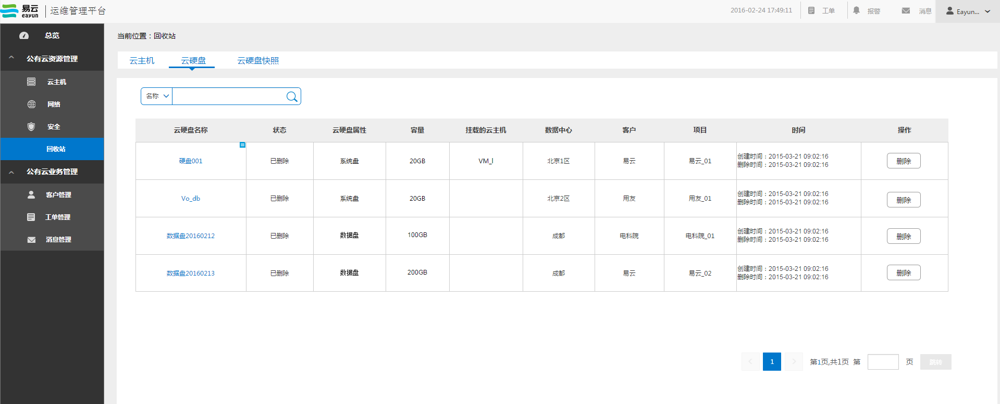 易云 eayun 运维管理平台 2016-02-24 17:49:11 工单 报警 消息 Eayun...
总览
公有云资源管理
云主机
网络
安全
回收站
公有云业务管理
客户管理
工单管理
消息管理
当前位置：回收站
云主机 云硬盘 云硬盘快照
名称
云硬盘名称 状态 云硬盘属性 容量 挂载的云主机 数据中心 客户 项目 时间 操作
硬盘001 已删除 系统盘 20GB VM_l 北京1区 易云 易云_01 创建时间：2015-03-21 09:02:16 删除
删除时间：2015-03-21 09:02:16
Vo_db 已删除 系统盘 20GB 北京2区 用友 用友_01 创建时间：2015-03-21 09:02:16 删除
删除时间：2015-03-21 09:02:16
数据盘20160212 已删除 数据盘 100GB 成都 电科院 电科院_01 创建时间：2015-03-21 09:02:16 删除
删除时间：2015-03-21 09:02:16
数据盘20160213 已删除 数据盘 200GB 成都 易云 易云_02 创建时间：2015-03-21 09:02:16 删除
删除时间：2015-03-21 09:02:16
1 第1页,共1页 第 页 跳转